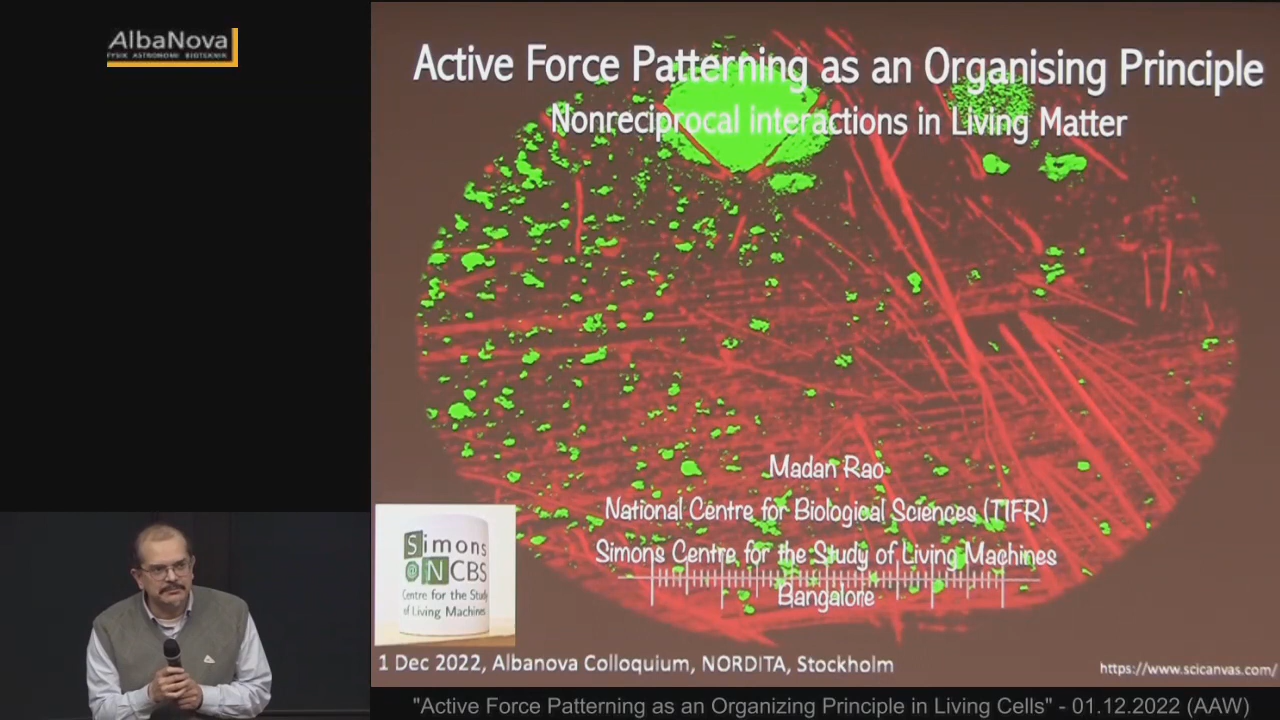 AlbaNova
FYSIK ASTRONOMI BIOTEKNIK
Active Force Patterning as an Organising Principle
Nonreciprocal interactions in Living Matter
Madan Rao
National Centre for Biological Sciences (TIFR)
Simons Centre for the Study of Living Machines
Bangalore
Simons
@NCBS
Centre for the Study
of Living Machines
1 Dec 2022, Albanova Colloquium, NORDITA, Stockholm
https://www.scicanvas.com/
"Active Force Patterning as an Organizing Principle in Living Cells" - 01.12.2022 (AAW)